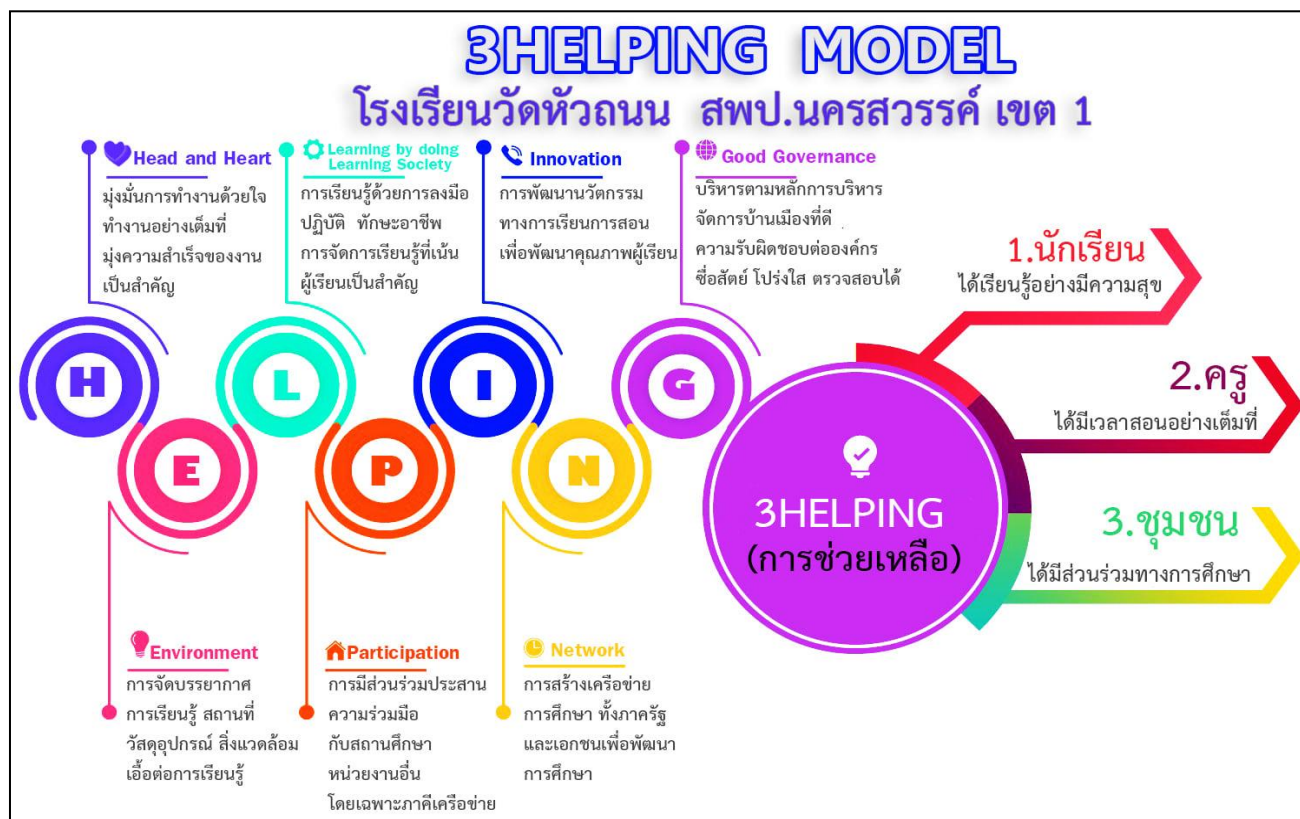 3HELPING MODEL
โรงเรียนวัดหัวถนน สพป.นครสวรรค์ เขต 1
Head and Heart
มุ่งมั่นการทำงานด้วยใจ
ทำงานอย่างเต็มที่
มุ่งความสำเร็จของงาน
เป็นสำคัญ
Learning by doing
Learning Society
การเรียนรู้ด้วยการลงมือ
ปฏิบัติ ทักษะอาชีพ
การจัดการเรียนรู้ที่เน้น
ผู้เรียนเป็นสำคัญ
Innovation
การพัฒนานวัตกรรม
ทางการเรียนการสอน
เพื่อพัฒนาคุณภาพผู้เรียน
Good Governance
บริหารตามหลักการบริหาร
จัดการบ้านเมืองที่ดี .
ความรับผิดชอบต่อองค์กร
ซื่อสัตย์ โปร่งใส ตรวจสอบได้
H
E
L
P
I
N
G
Environment
การจัดบรรยากาศ
การเรียนรู้ สถานที่
วัสดุอุปกรณ์ สิ่งแวดล้อม
เอื้อต่อการเรียนรู้
Participation
การมีส่วนร่วมประสาน
ความร่วมมือ
กับสถานศึกษา
หน่วยงานอื่น
โดยเฉพาะภาคีเครือข่าย
Network
การสร้างเครือข่าย
การศึกษา ทั้งภาครัฐ
และเอกชนเพื่อพัฒนา
การศึกษา
3HELPING
(การช่วยเหลือ)
1.นักเรียน
ได้เรียนรู้อย่างมีความสุข
2.ครู
ได้มีเวลาสอนอย่างเต็มที่
3.ชุมชน
ได้มีส่วนร่วมทางการศึกษา